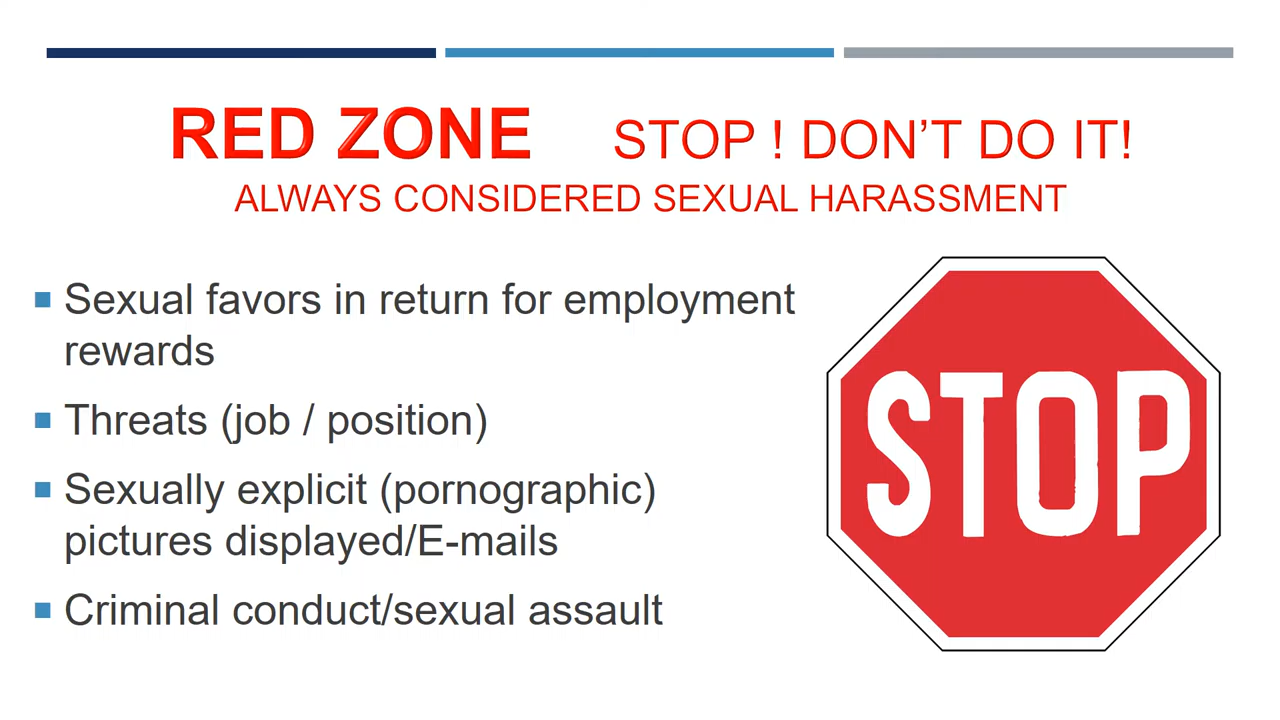 RED ZONE STOP ! DON’T DO IT!
ALWAYS CONSIDERED SEXUAL HARASSMENT
Sexual favors in return for employment
rewards
Threats (job / position)
Sexually explicit (pornographic)
pictures displayed/E-mails
Criminal conduct/sexual assault
STOP